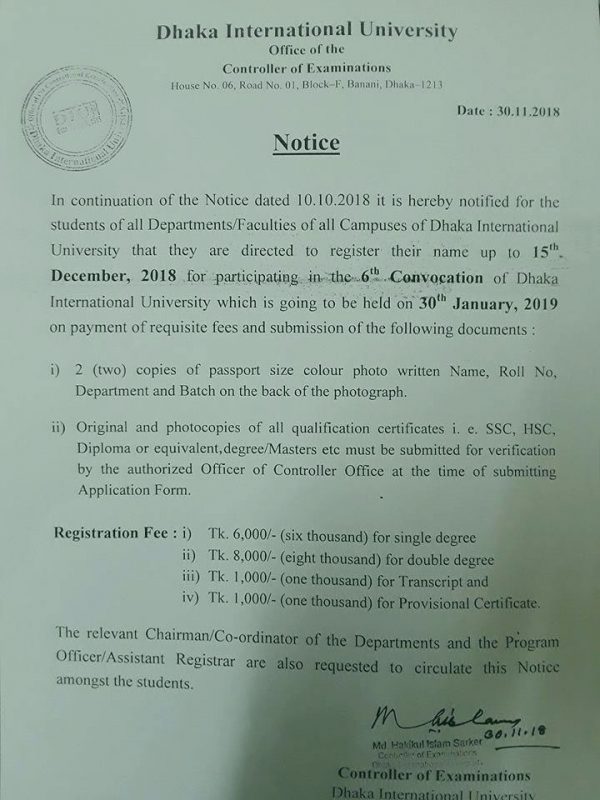 Dhaka International University
Office of the
Controller of Examinations
House No. 06, Road No. 01, Block-F, Banani, Dhaka-1213
Date : 30.11.2018
Notice
In continuation of the Notice dated 10.10.2018 it is hereby notified for the
students of all Departments/Faculties of all Campuses of Dhaka International
University that they are directed to register their name up to 15th
December, 2018 for participating in the 6th Convocation of Dhaka
International University which is going to be held on 30th January, 2019
on payment of requisite fees and submission of the following documents :
i) 2 (two) copies of passport size colour photo written Name, Roll No,
Department and Batch on the back of the photograph.
ii) Original and photocopies of all qualification certificates i. e. SSC, HSC,
Diploma or equivalent,degree/Masters etc must be submitted for verification
by the authorized Officer of Controller Office at the time of submitting
Application Form.
Registration Fee : i) Tk. 6,000/- (six thousand) for single degree
ii) Tk. 8,000/- (eight thousand) for double degree
iii) Tk. 1,000/- (one thousand) for Transcript and
iv) Tk. 1,000/- (one thousand) for Provisional Certificate.
The relevant Chairman/Co-ordinator of the Departments and the Program
Officer/Assistant Registrar are also requested to circulate this Notice
amongst the students.
30.11.18
Md. Hakikul Islam Sarker
Controller of Examinations
Controller of Examinations
Dhaka International University